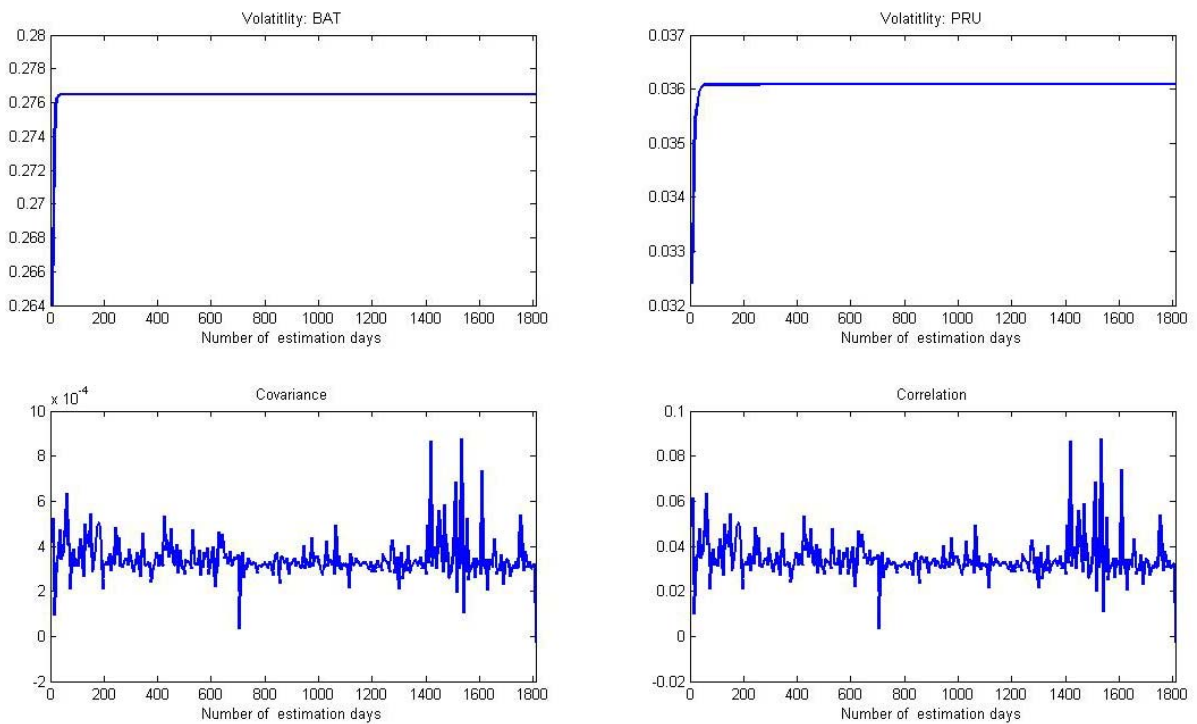 Volatitlity: BAT
0.28
0.278
0.276
0.274
0.272
0.27
0.268
0.266
0.264
0 200 400 600 800 1000 1200 1400 1600 1800
Number of estimation days
Volatitlity: PRU
0.037
0.036
0.035
0.034
0.033
0.032
0 200 400 600 800 1000 1200 1400 1600 1800
Number of estimation days
Covariance
x 10⁻⁴
10
8
6
4
2
0
-2
0 200 400 600 800 1000 1200 1400 1600 1800
Number of estimation days
Correlation
0.1
0.08
0.06
0.04
0.02
0
-0.02
0 200 400 600 800 1000 1200 1400 1600 1800
Number of estimation days